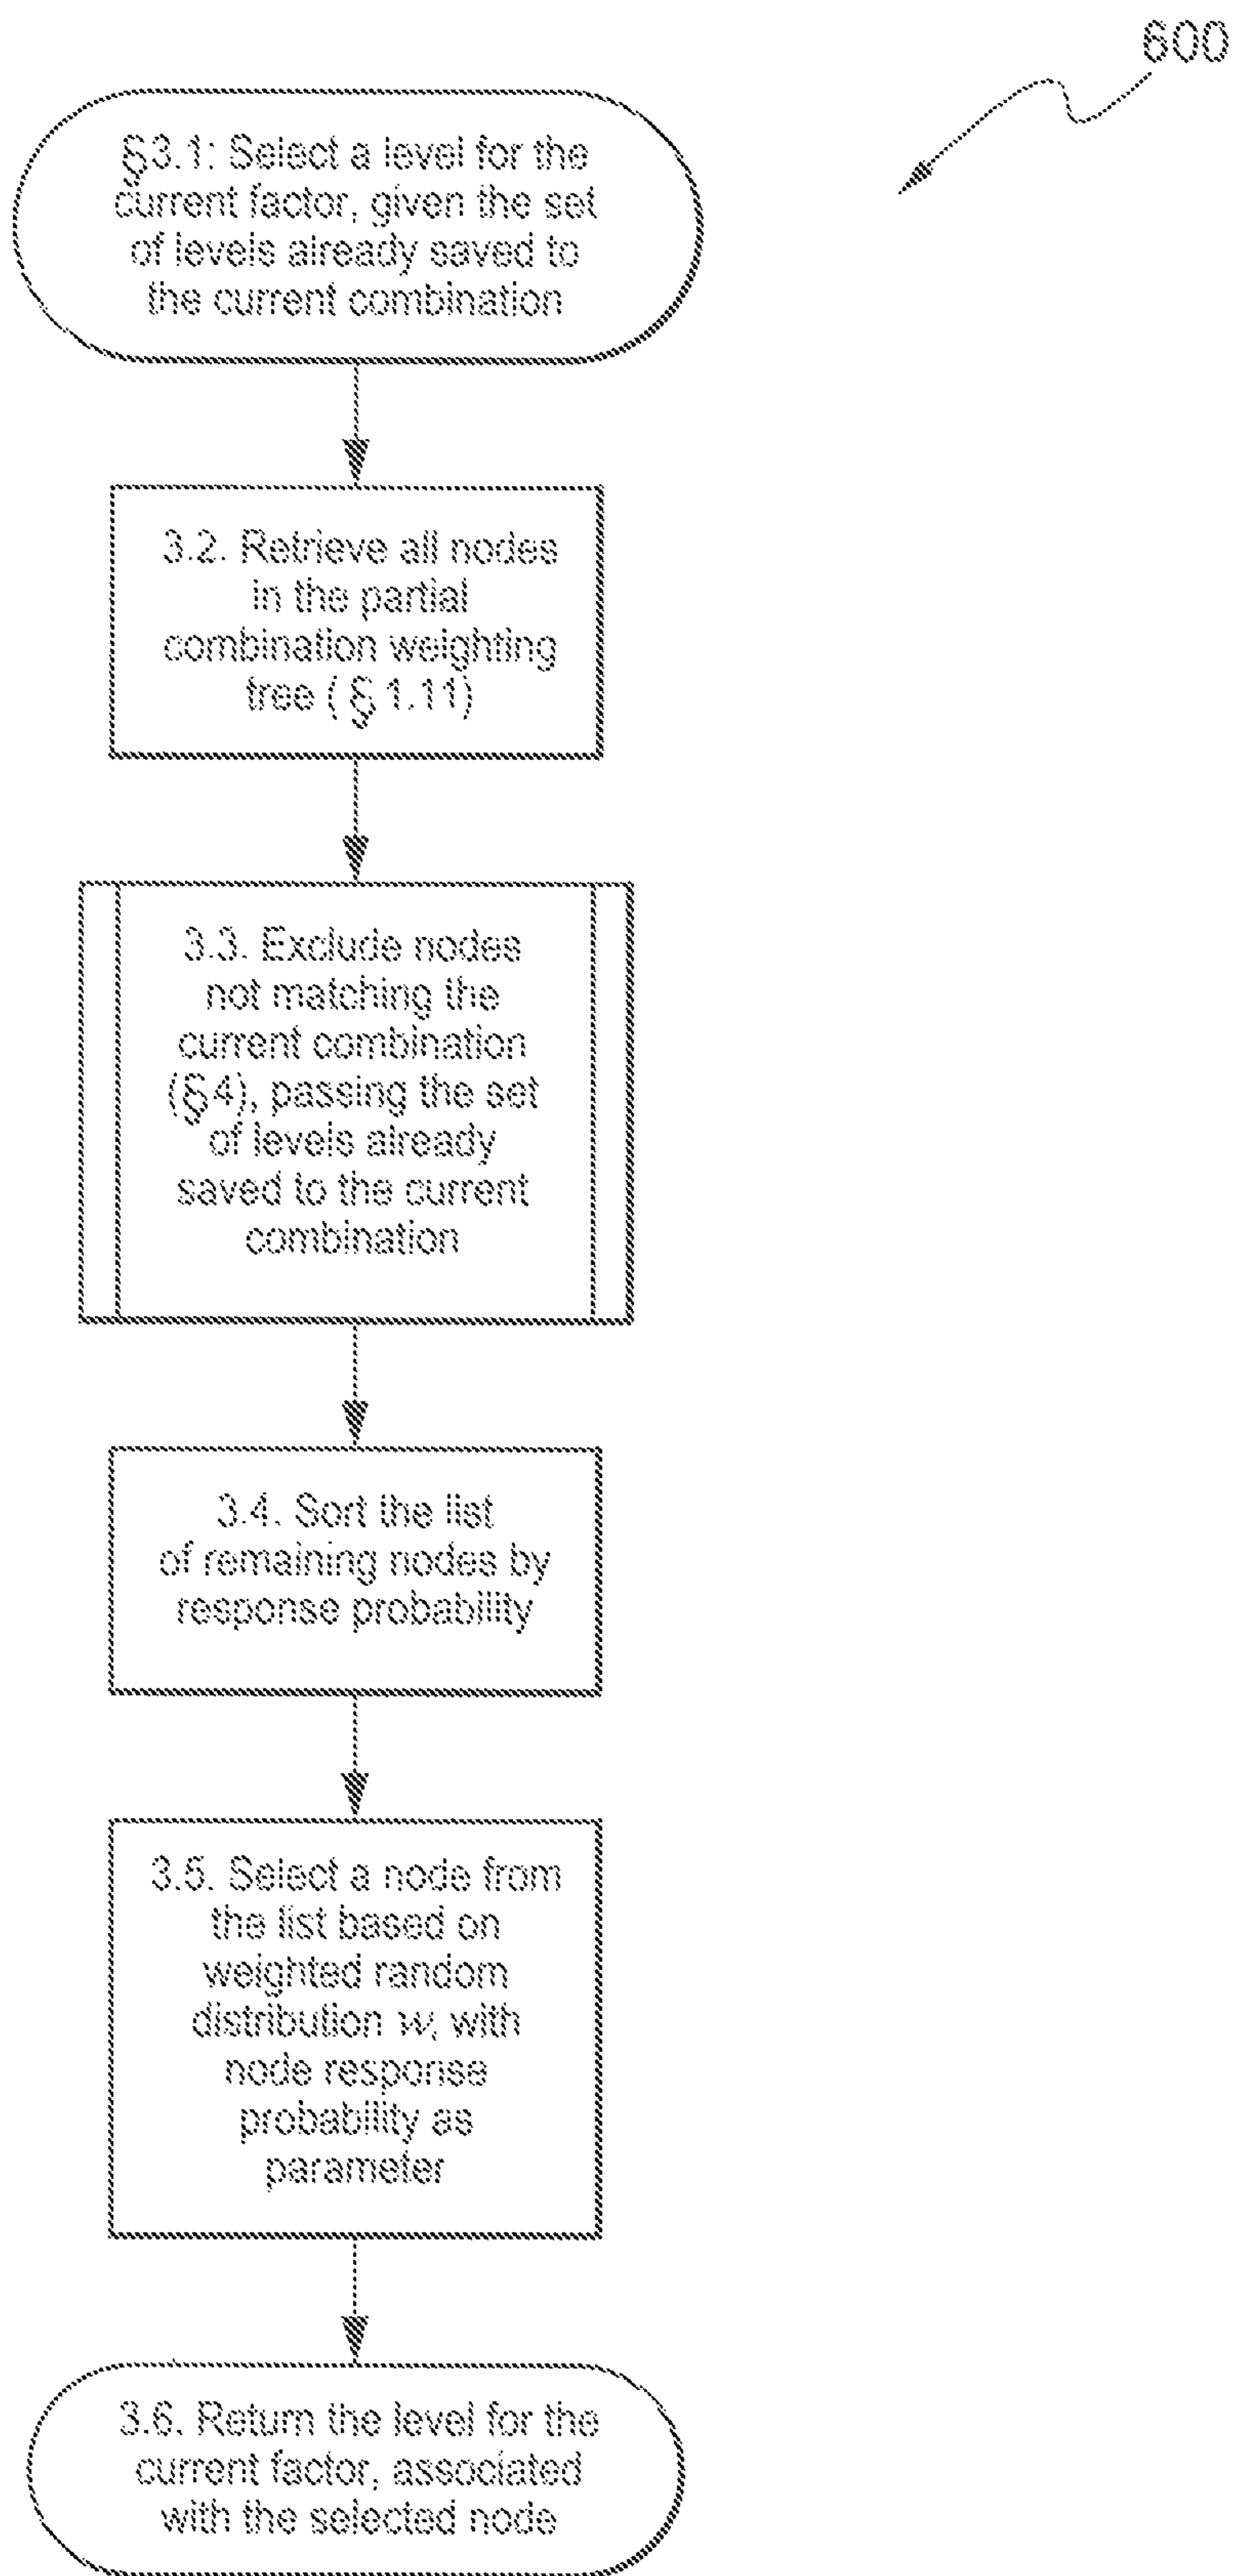 600
§3.1: Select a level for the
current factor, given the set
of levels already saved to
the current combination
3.2. Retrieve all nodes
in the partial
combination weighting
tree ( § 1.11)
3.3. Exclude nodes
not matching the
current combination
(§4), passing the set
of levels already
saved to the current
combination
3.4. Sort the list
of remaining nodes by
response probability
3.5. Select a node from
the list based on
weighted random
distribution w, with
node response
probability as
parameter
3.6. Return the level for the
current factor, associated
with the selected node